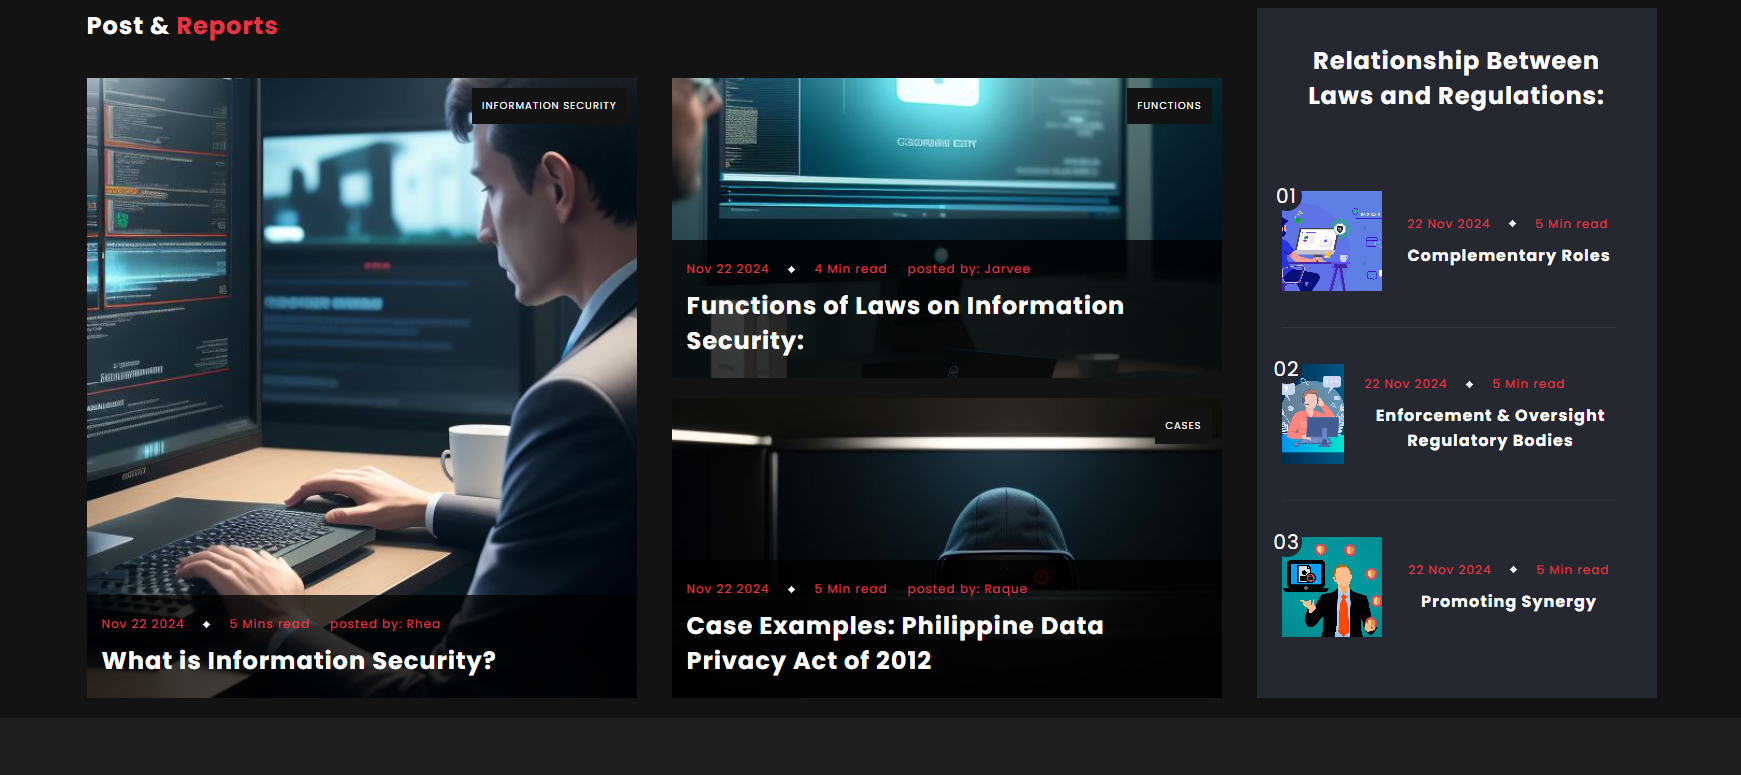 Post & Reports
INFORMATION SECURITY
Nov 22 2024 ◆ 5 Mins read posted by: Rhea
What is Information Security?
FUNCTIONS
Nov 22 2024 ◆ 4 Min read posted by: Jarvee
Functions of Laws on Information
Security:
CASES
Nov 22 2024 ◆ 5 Min read posted by: Raque
Case Examples: Philippine Data
Privacy Act of 2012
Relationship Between
Laws and Regulations:
01
22 Nov 2024 ◆ 5 Min read
Complementary Roles
02
22 Nov 2024 ◆ 5 Min read
Enforcement & Oversight
Regulatory Bodies
03
22 Nov 2024 ◆ 5 Min read
Promoting Synergy